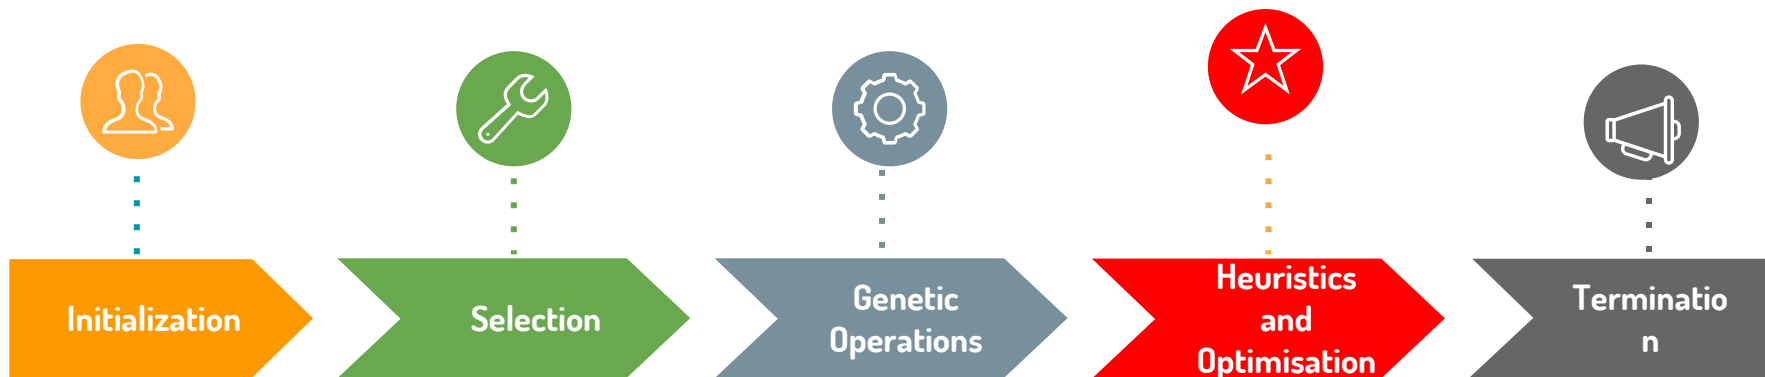 Initialization
Selection
Genetic
Operations
Heuristics
and
Optimisation
Terminatio
n